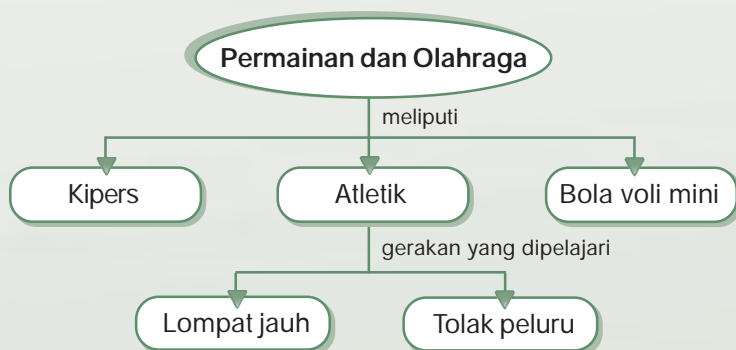 Permainan dan Olahraga
meliputi
Kipers
Atletik
Bola voli mini
gerakan yang dipelajari
Lompat jauh
Tolak peluru